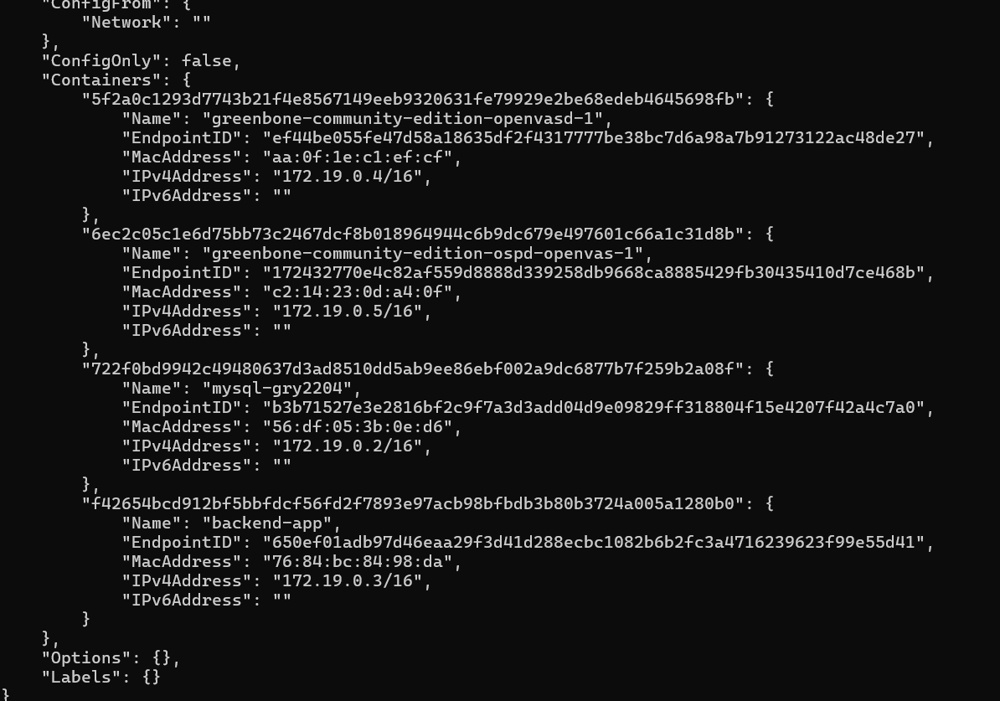 "ConfigFrom": {
"Network": ""
},
"ConfigOnly": false,
"Containers": {
"5f2a0c1293d7743b21f4e8567149eeb9320631fe79929e2be68edeb4645698fb": {
"Name": "greenbone-community-edition-openvasd-1",
"EndpointID": "ef44be055fe47d58a18635df2f4317777be38bc7d6a98a7b91273122ac48de27",
"MacAddress": "aa:0f:1e:c1:ef:cf",
"IPv4Address": "172.19.0.4/16",
"IPv6Address": ""
},
"6ec2c05c1e6d75bb73c2467dcf8b018964944c6b9dc679e497601c66a1c31d8b": {
"Name": "greenbone-community-edition-ospd-openvas-1",
"EndpointID": "172432770e4c82af559d8888d339258db9668ca8885429fb30435410d7ce468b",
"MacAddress": "c2:14:23:0d:a4:0f",
"IPv4Address": "172.19.0.5/16",
"IPv6Address": ""
},
"722f0bd9942c49480637d3ad8510dd5ab9ee86ebf002a9dc6877b7f259b2a08f": {
"Name": "mysql-gry2204",
"EndpointID": "b3b71527e3e2816bf2c9f7a3d3add04d9e09829ff318804f15e4207f42a4c7a0",
"MacAddress": "56:df:05:3b:0e:d6",
"IPv4Address": "172.19.0.2/16",
"IPv6Address": ""
},
"f42654bcd912bf5bbfdcf56fd2f7893e97acb98bfbdb3b80b3724a005a1280b0": {
"Name": "backend-app",
"EndpointID": "650ef01adb97d46eaa29f3d41d288ecbc1082b6b2fc3a4716239623f99e55d41",
"MacAddress": "76:84:bc:84:98:da",
"IPv4Address": "172.19.0.3/16",
"IPv6Address": ""
}
},
"Options": {},
"Labels": {}
}